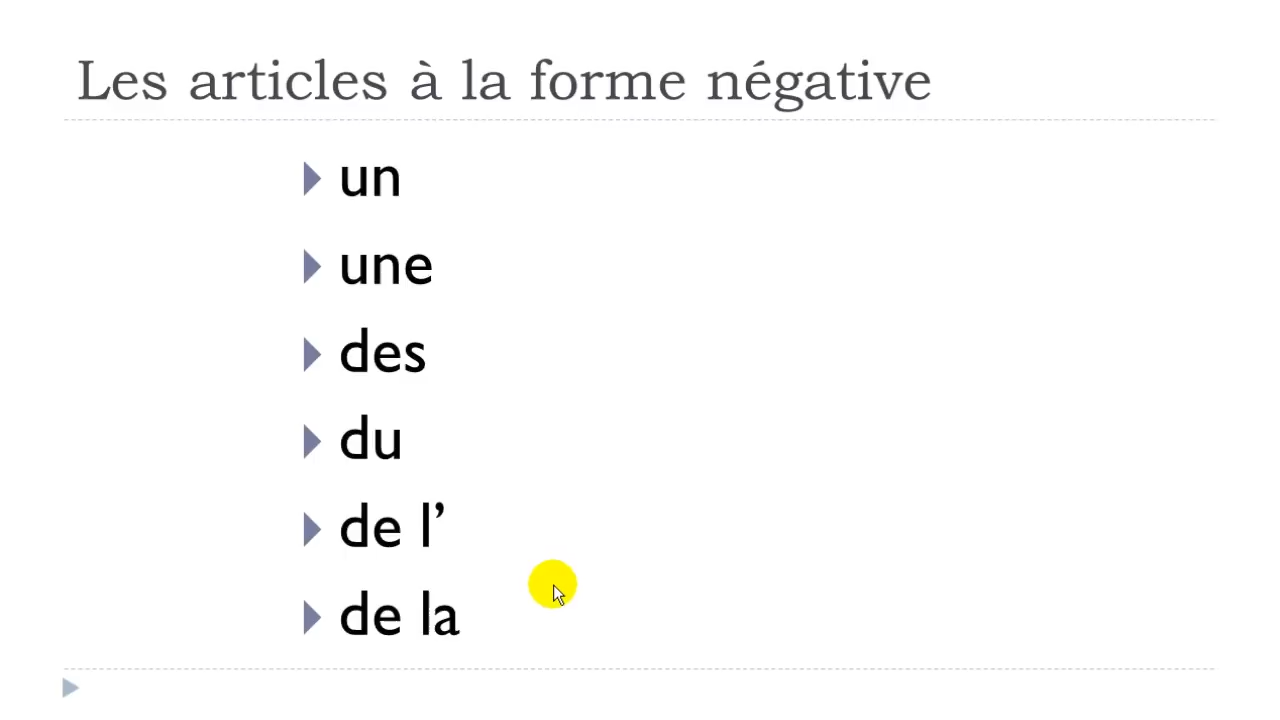 Les articles à la forme négative
un
une
des
du
de l’
de la